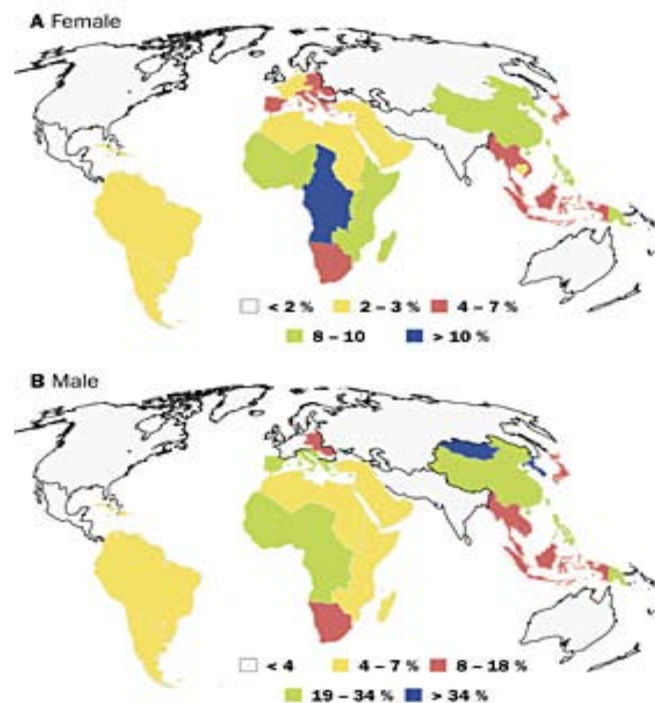 A Female
< 2 % 2 – 3 % 4 – 7 %
8 – 10 > 10 %
B Male
< 4 4 – 7 % 8 – 18 %
19 – 34 % > 34 %